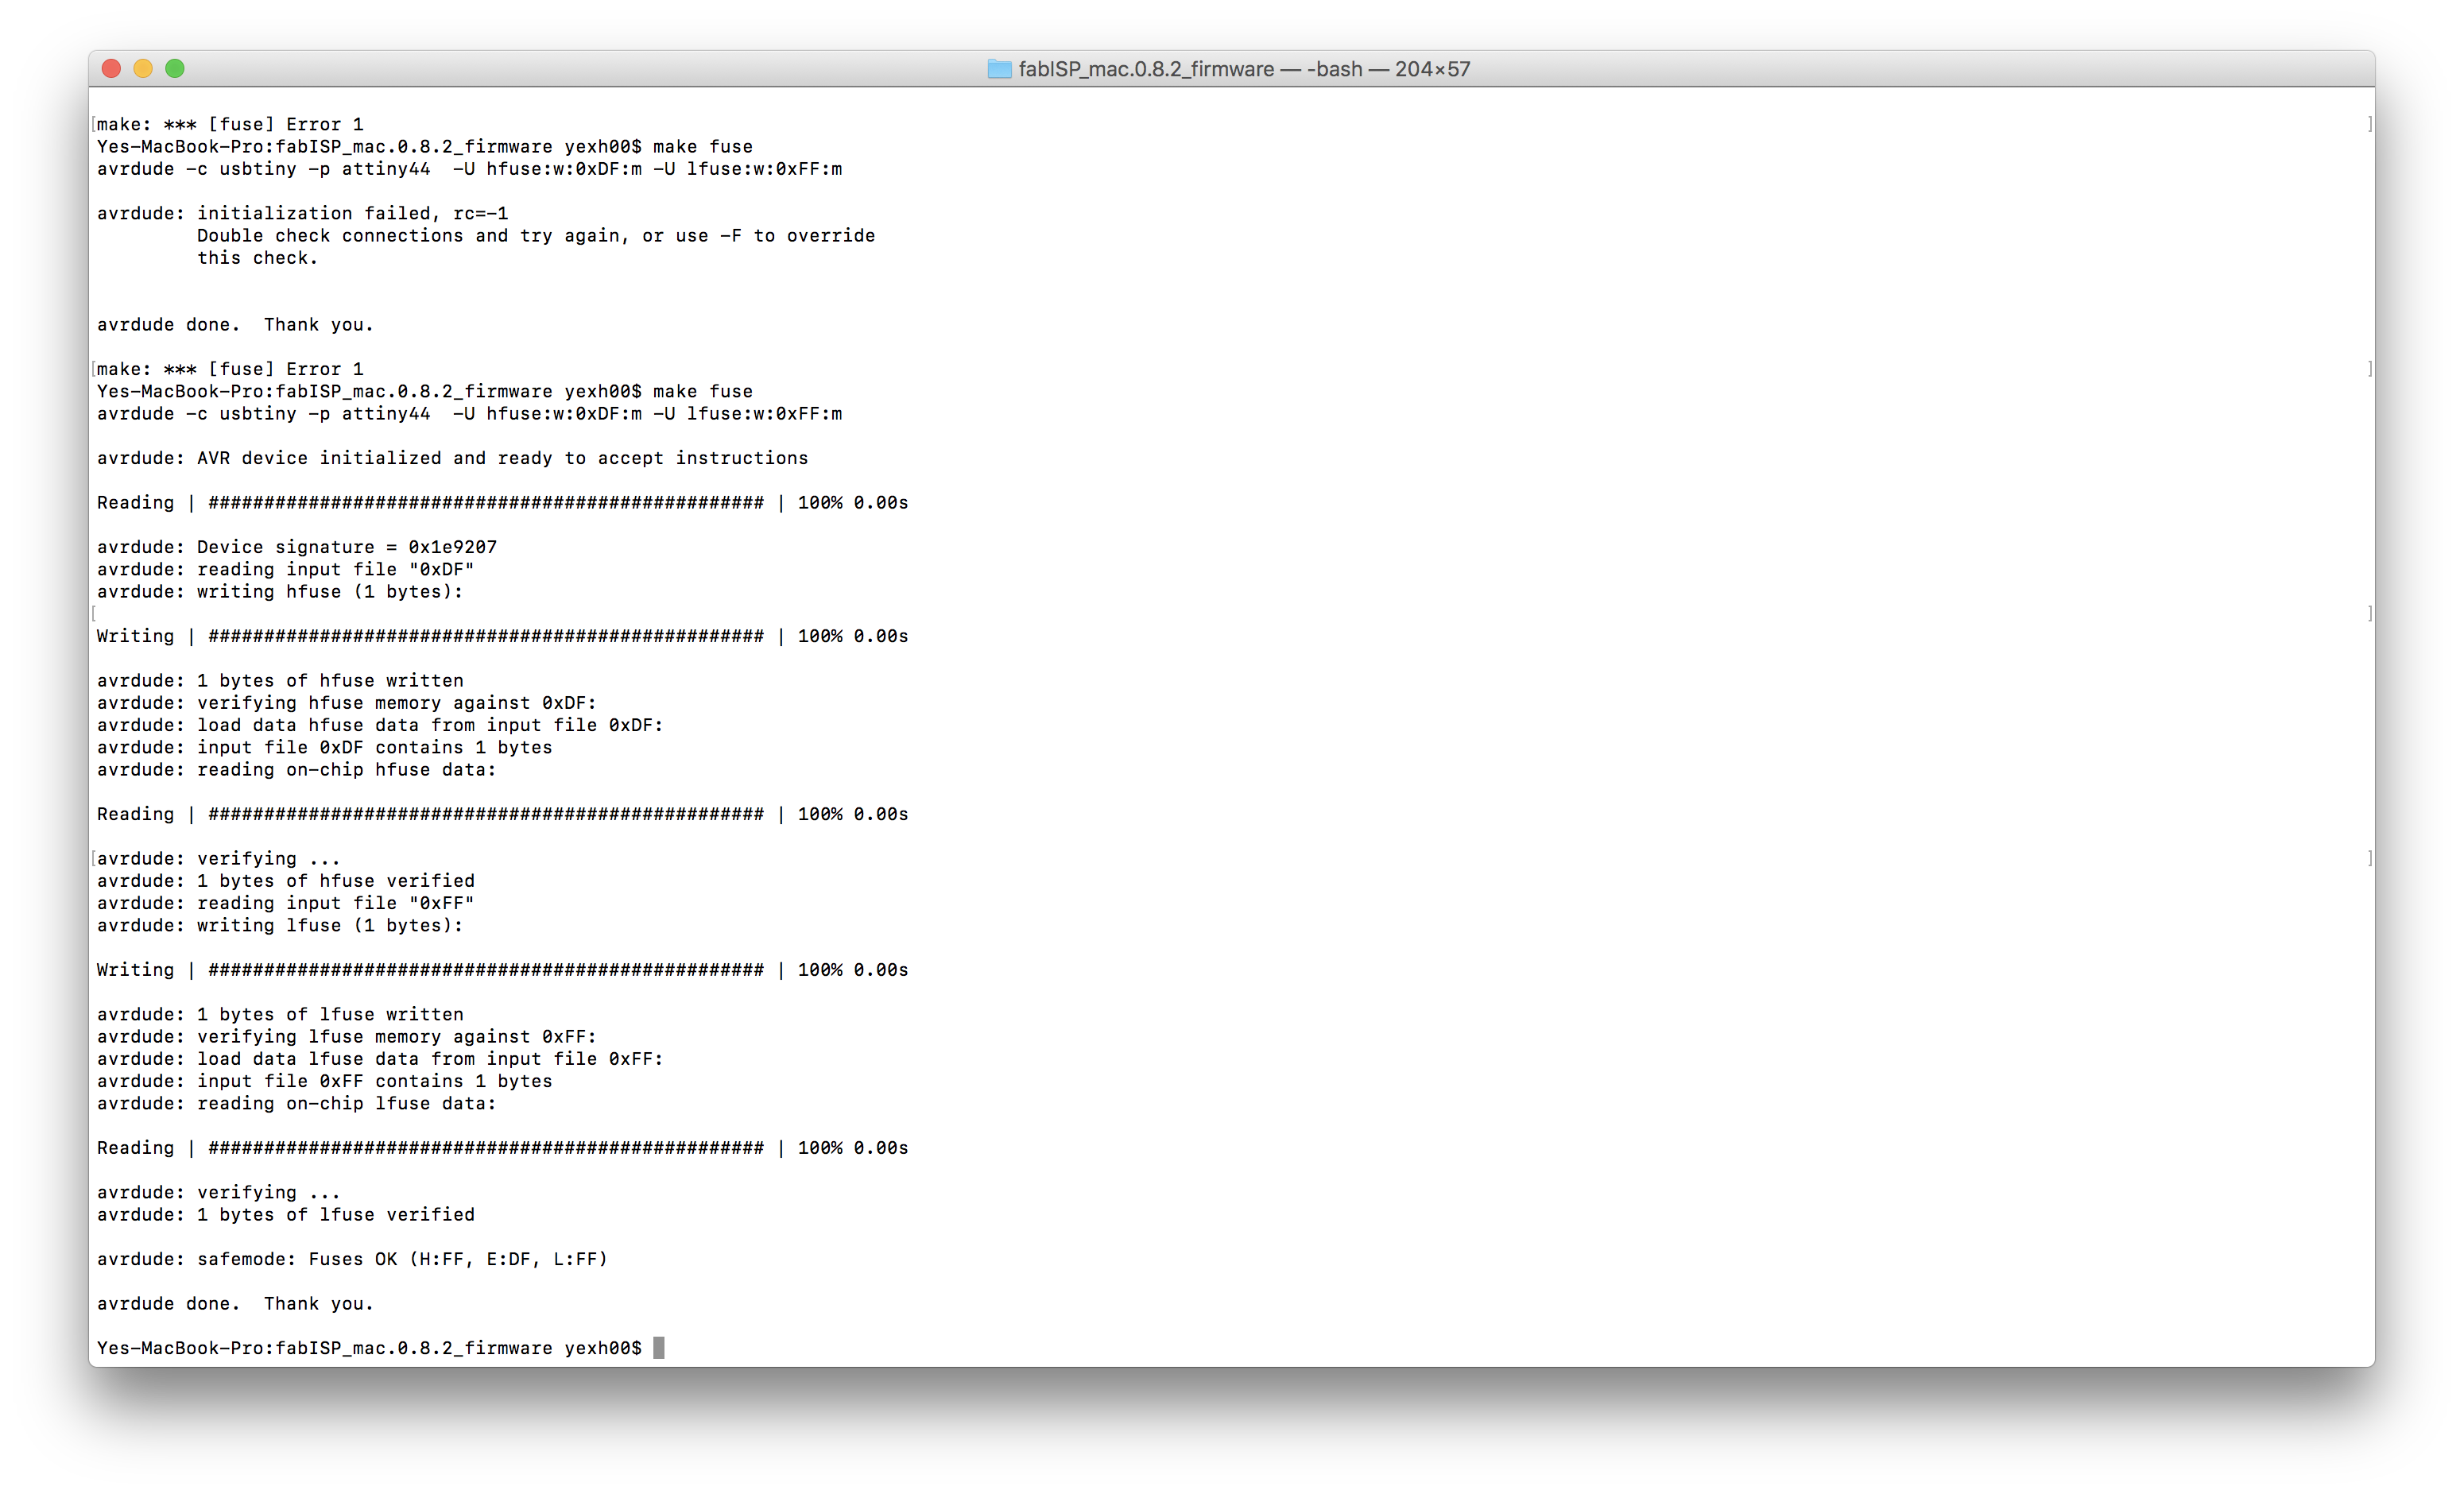 fabISP_mac.0.8.2_firmware — -bash — 204×57
[make: *** [fuse] Error 1 ]
Yes-MacBook-Pro:fabISP_mac.0.8.2_firmware yexh00$ make fuse
avrdude -c usbtiny -p attiny44  -U hfuse:w:0xDF:m -U lfuse:w:0xFF:m
avrdude: initialization failed, rc=-1
Double check connections and try again, or use -F to override
this check.
avrdude done.  Thank you.
[make: *** [fuse] Error 1 ]
Yes-MacBook-Pro:fabISP_mac.0.8.2_firmware yexh00$ make fuse
avrdude -c usbtiny -p attiny44  -U hfuse:w:0xDF:m -U lfuse:w:0xFF:m
avrdude: AVR device initialized and ready to accept instructions
Reading | ################################################## | 100% 0.00s
avrdude: Device signature = 0x1e9207
avrdude: reading input file "0xDF"
avrdude: writing hfuse (1 bytes):
[ ]
Writing | ################################################## | 100% 0.00s
avrdude: 1 bytes of hfuse written
avrdude: verifying hfuse memory against 0xDF:
avrdude: load data hfuse data from input file 0xDF:
avrdude: input file 0xDF contains 1 bytes
avrdude: reading on-chip hfuse data:
Reading | ################################################## | 100% 0.00s
[avrdude: verifying ... ]
avrdude: 1 bytes of hfuse verified
avrdude: reading input file "0xFF"
avrdude: writing lfuse (1 bytes):
Writing | ################################################## | 100% 0.00s
avrdude: 1 bytes of lfuse written
avrdude: verifying lfuse memory against 0xFF:
avrdude: load data lfuse data from input file 0xFF:
avrdude: input file 0xFF contains 1 bytes
avrdude: reading on-chip lfuse data:
Reading | ################################################## | 100% 0.00s
avrdude: verifying ...
avrdude: 1 bytes of lfuse verified
avrdude: safemode: Fuses OK (H:FF, E:DF, L:FF)
avrdude done.  Thank you.
Yes-MacBook-Pro:fabISP_mac.0.8.2_firmware yexh00$